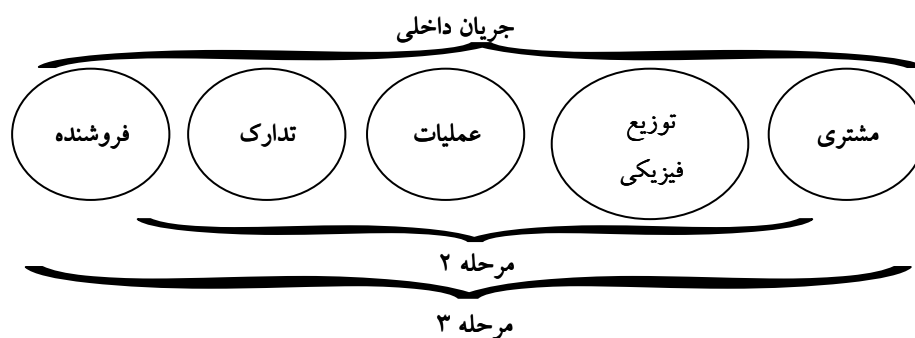 جریان داخلی
مشتری
توزیع
فیزیکی
عملیات
تدارک
فروشنده
مرحله ۲
مرحله ۳